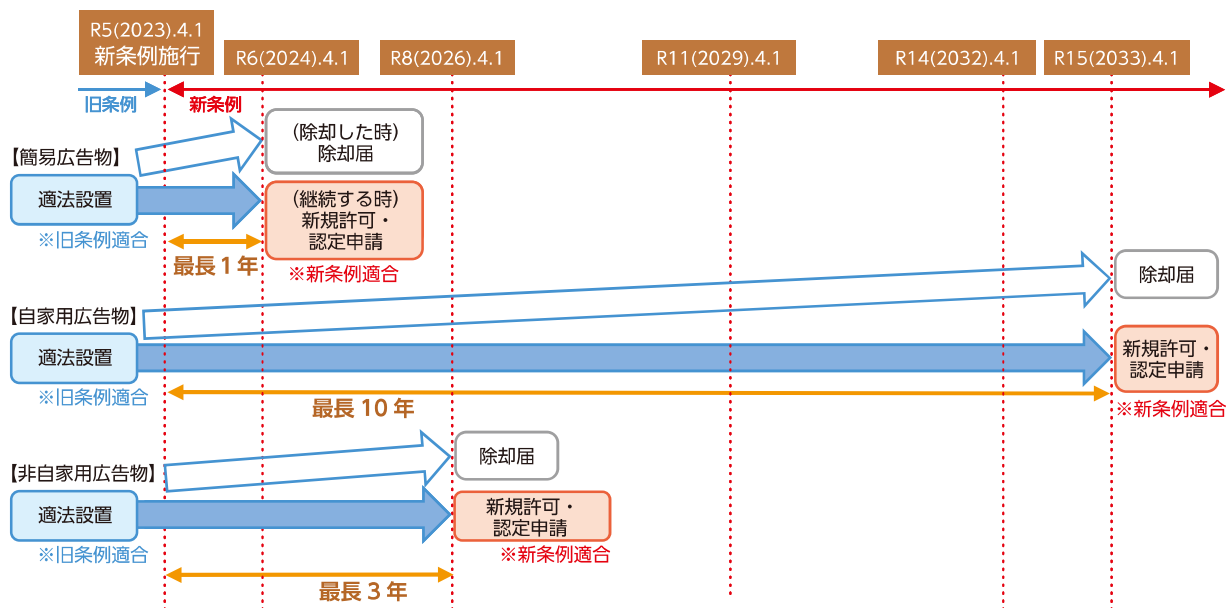 R5(2023).4.1
新条例施行
R6(2024).4.1
R8(2026).4.1
R11(2029).4.1
R14(2032).4.1
R15(2033).4.1
旧条例
新条例
【簡易広告物】
適法設置
※旧条例適合
(除却した時)
除却届
(継続する時)
新規許可・
認定申請
※新条例適合
最長1年
【自家用広告物】
適法設置
※旧条例適合
除却届
新規許可・
認定申請
※新条例適合
最長10年
【非自家用広告物】
適法設置
※旧条例適合
除却届
新規許可・
認定申請
※新条例適合
最長3年